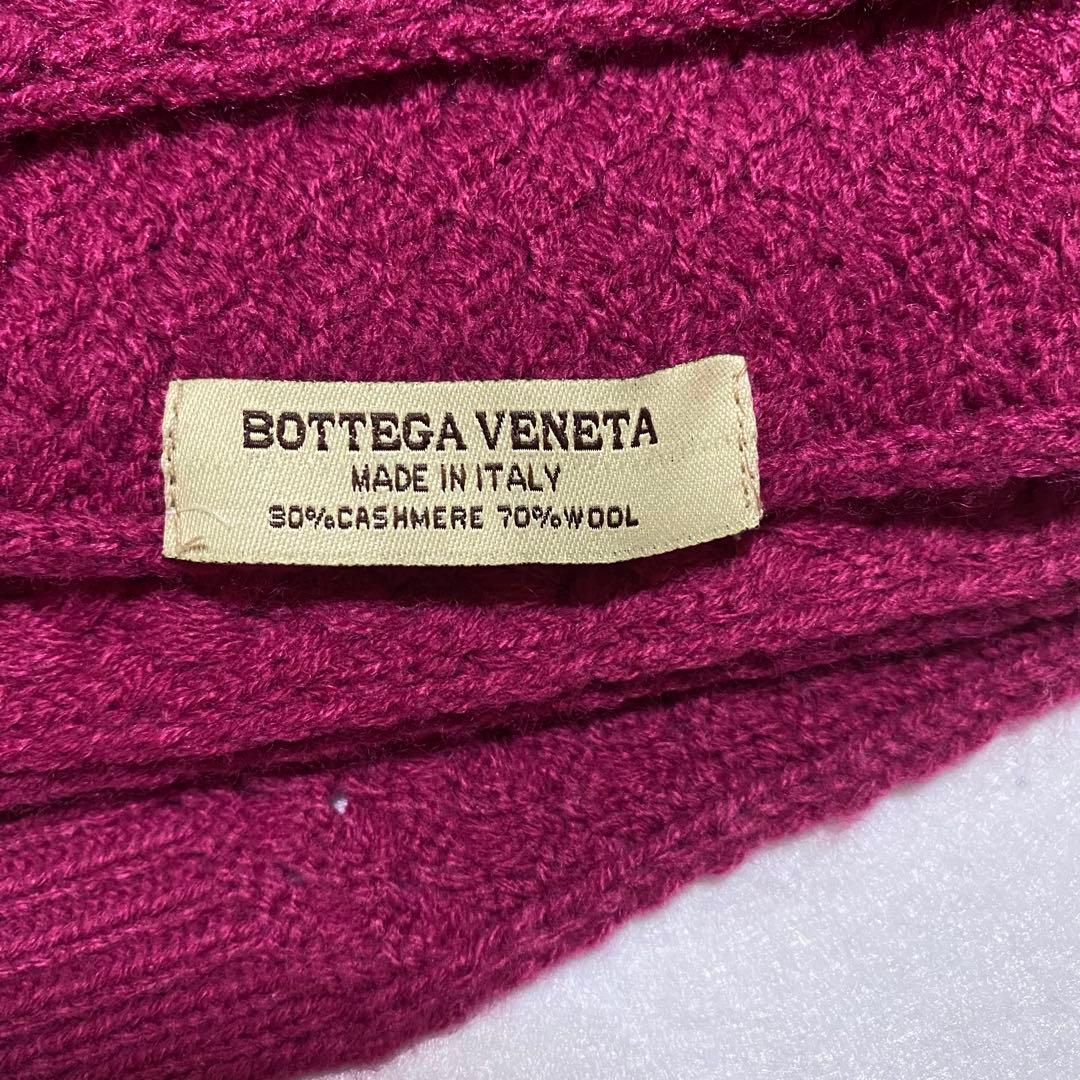 BOTTEGA VENETA
MADE IN ITALY
30%CASHMERE 70%WOOL